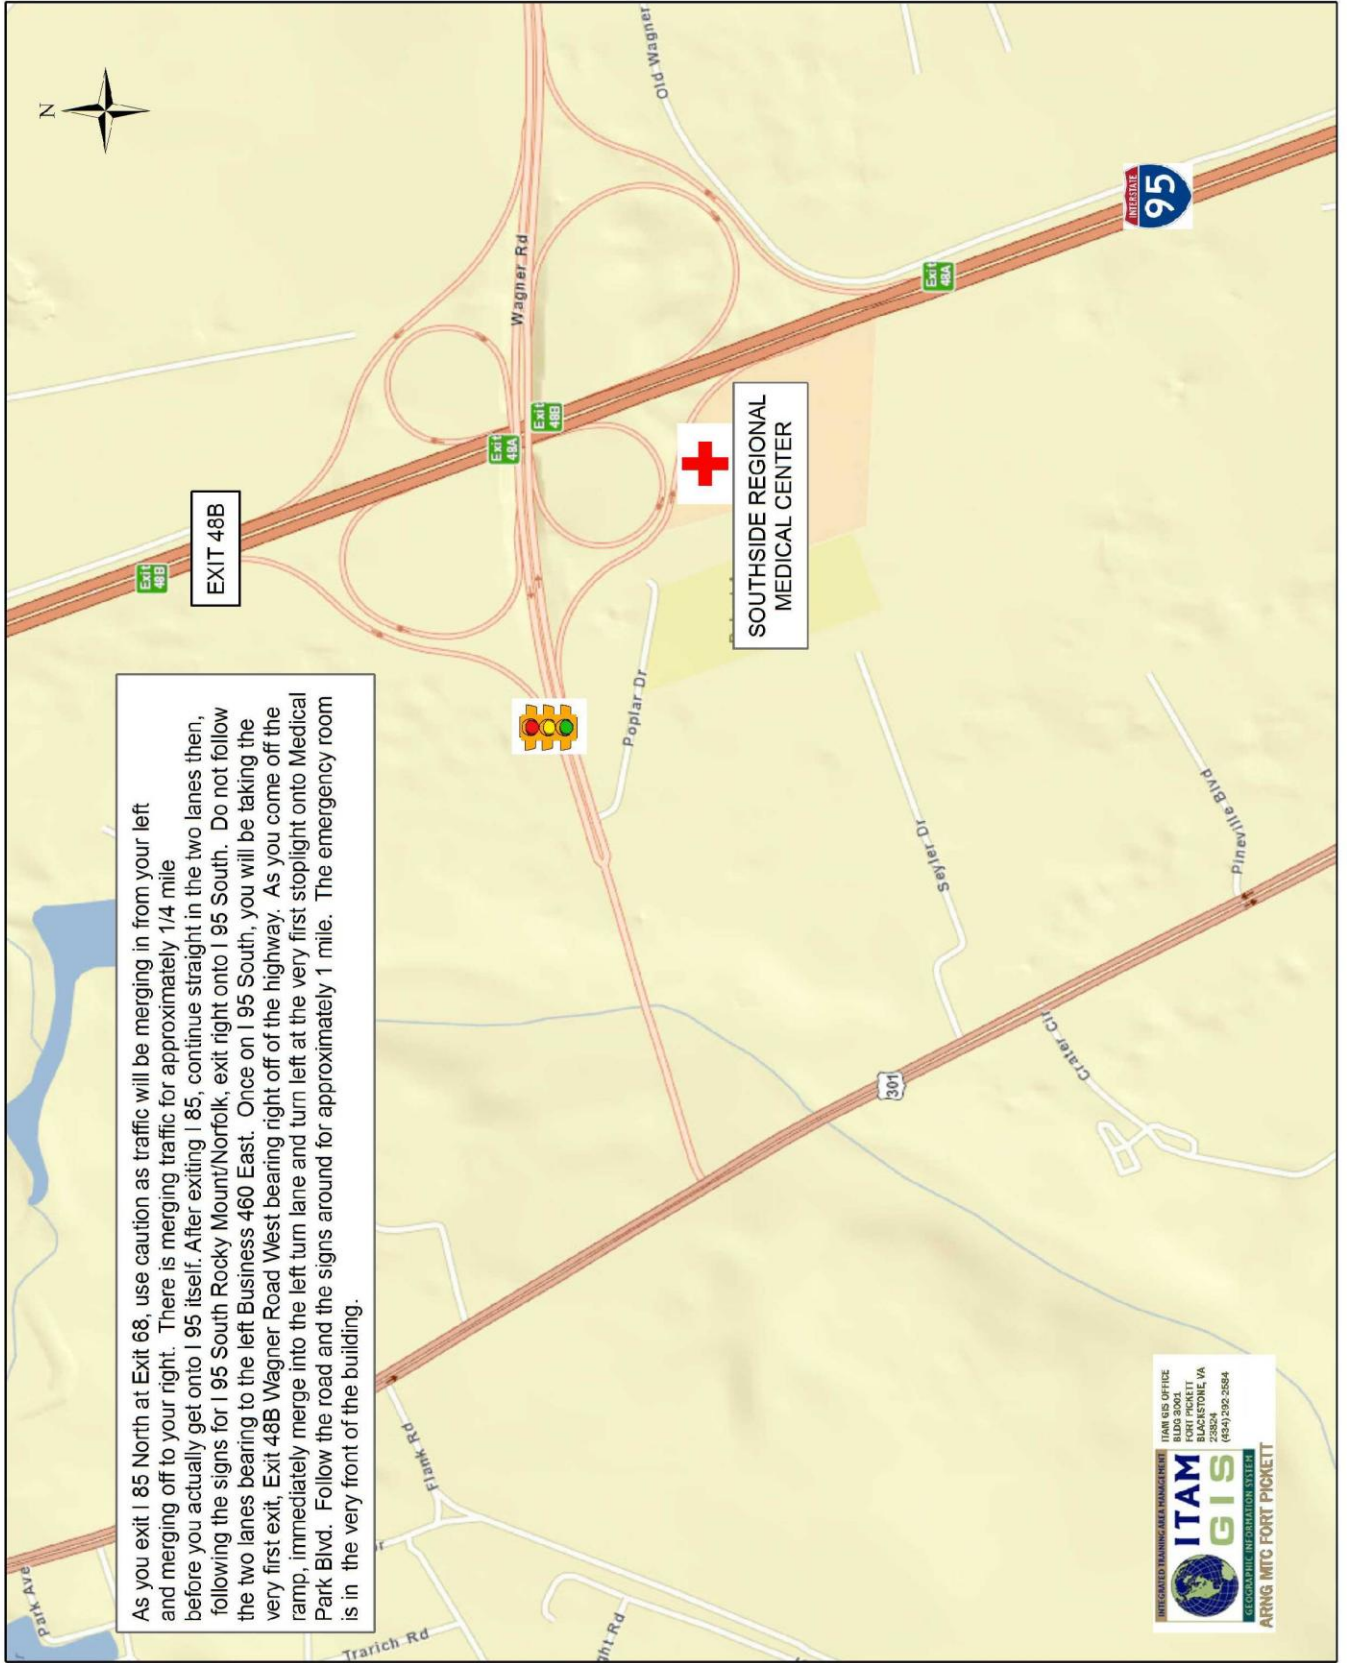 As you exit I 85 North at Exit 68, use caution as traffic will be merging in from your left
and merging off to your right. There is merging traffic for approximately 1/4 mile
before you actually get onto I 95 itself. After exiting I 85, continue straight in the two lanes then,
following the signs for I 95 South Rocky Mount/Norfolk, exit right onto I 95 South. Do not follow
the two lanes bearing to the left Business 460 East. Once on I 95 South, you will be taking the
very first exit, Exit 48B Wagner Road West bearing right off of the highway. As you come off the
ramp, immediately merge into the left turn lane and turn left at the very first stoplight onto Medical
Park Blvd. Follow the road and the signs around for approximately 1 mile. The emergency room
is in the very front of the building.
N
Exit
48B
EXIT 48B
Park Ave
Trarich Rd
Flank Rd
ght Rd
Wagner Rd
Exit
48A
Exit
48B
Old Wagner
Poplar Dr
SOUTHSIDE REGIONAL
MEDICAL CENTER
Exit
48A
Seyler Dr
301
Crater Cir
Pineville Blvd
INTERSTATE
95
INTEGRATED TRAINING AREA MANAGEMENT
ITAM
GIS
GEOGRAPHIC INFORMATION SYSTEM
ARNG MTC FORT PICKETT
ITAM GIS OFFICE
BLDG 3001
FORT PICKETT
BLACKSTONE, VA
23824
(434) 292-2584